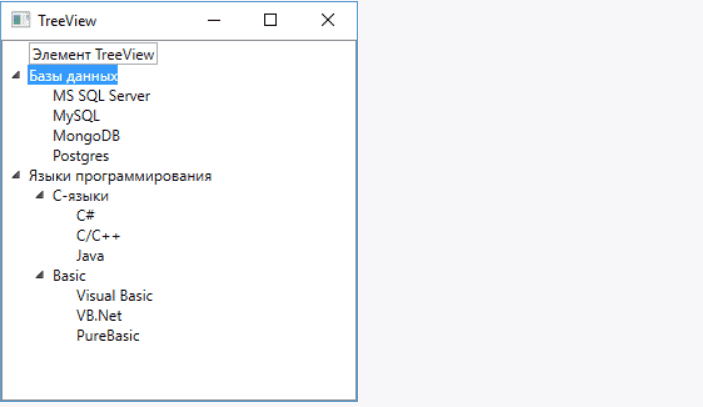 TreeView
Элемент TreeView
Базы данных
MS SQL Server
MySQL
MongoDB
Postgres
Языки программирования
C-языки
C#
C/C++
Java
Basic
Visual Basic
VB.Net
PureBasic